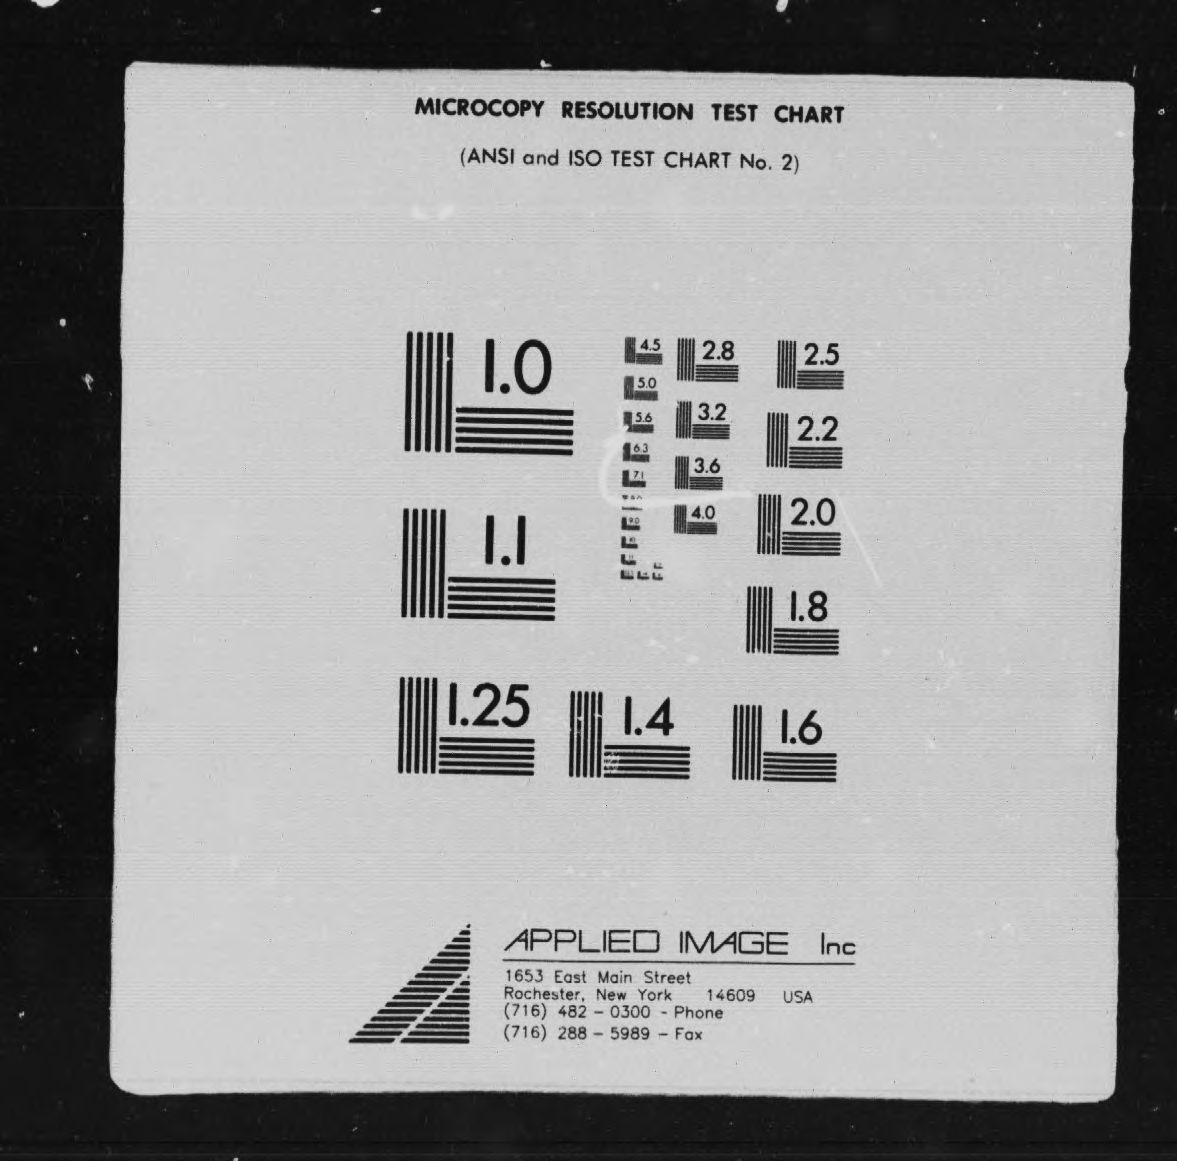 MICROCOPY RESOLUTION TEST CHART
(ANSI and ISO TEST CHART No. 2)
1.0
4.5
2.8
2.5
5.0
5.6
3.2
2.2
6.3
3.6
7.1
4.0
2.0
9.0
1.1
1.8
1.25
1.4
1.6
APPLIED IMAGE Inc
1653 East Main Street
Rochester, New York 14609 USA
(716) 482 – 0300 - Phone
(716) 288 – 5989 – Fax